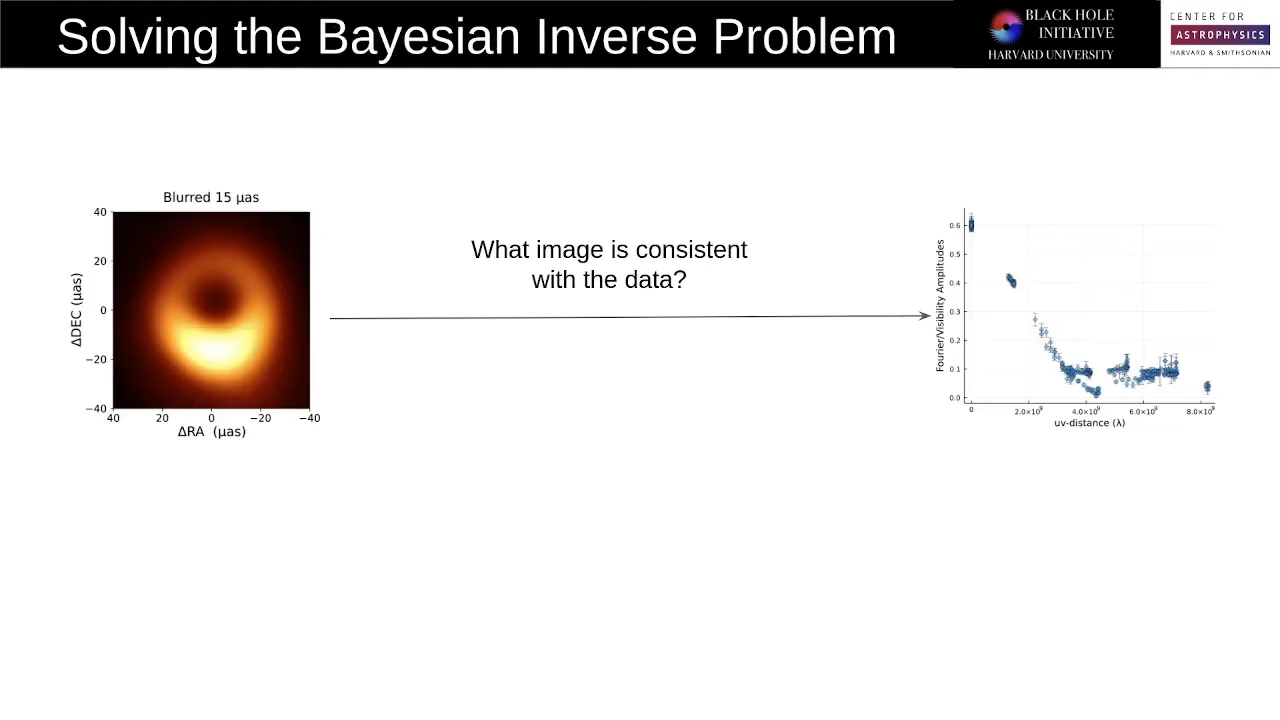 Solving the Bayesian Inverse Problem
BLACK HOLE
INITIATIVE
HARVARD UNIVERSITY
CENTER FOR
ASTROPHYSICS
HARVARD & SMITHSONIAN
Blurred 15 µas
40
20
0
−20
−40
ΔDEC (µas)
40
20
0
−20
−40
ΔRA (µas)
What image is consistent
with the data?
Fourier/Visibility Amplitudes
0.6
0.5
0.4
0.3
0.2
0.1
0.0
0
2.0×10⁹
4.0×10⁹
6.0×10⁹
8.0×10⁹
uv-distance (λ)